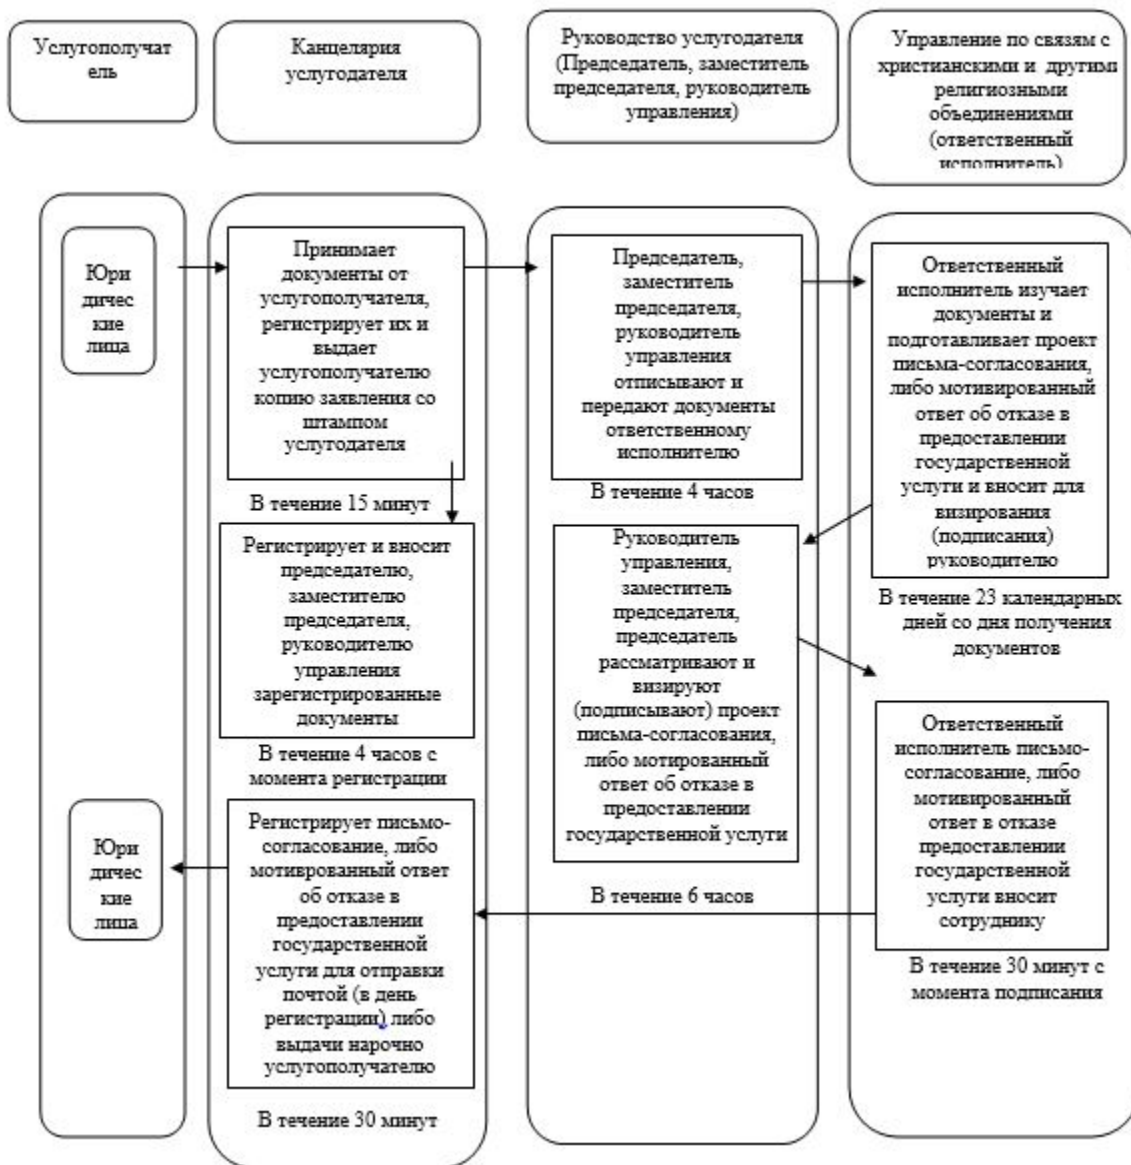 Услугополучат
ель
Канцелярия
услугодателя
Руководство услугодателя
(Председатель, заместитель
председателя, руководитель
управления)
Управление по связям с
христианскими и другими
религиозными
объединениями
(ответственный
исполнитель)
Юри
дичес
кие
лица
Принимает
документы от
услугополучателя,
регистрирует их и
выдает
услугополучателю
копию заявления со
штампом
услугодателя
В течение 15 минут
Председатель,
заместитель
председателя,
руководитель
управления
отписывают и
передают документы
ответственному
исполнителю
В течение 4 часов
Ответственный
исполнитель изучает
документы и
подготавливает проект
письма-согласования,
либо мотивированный
ответ об отказе в
предоставлении
государственной
услуги и вносит для
визирования
(подписания)
руководителю
В течение 23 календарных
дней со дня получения
документов
Регистрирует и вносит
председателю,
заместителю
председателя,
руководителю
управления
зарегистрированные
документы
В течение 4 часов с
момента регистрации
Руководитель
управления,
заместитель
председателя,
председатель
рассматривают и
визируют
(подписывают) проект
письма-согласования,
либо мотированный
ответ об отказе в
предоставлении
государственной услуги
В течение 6 часов
Ответственный
исполнитель письмо-
согласование, либо
мотивированный
ответ в отказе
предоставлении
государственной
услуги вносит
сотруднику
В течение 30 минут с
момента подписания
Юри
дичес
кие
лица
Регистрирует письмо-
согласование, либо
мотиврованный ответ
об отказе в
предоставлении
государственной
услуги для отправки
почтой (в день
регистрации) либо
выдачи нарочно
услугополучателю
В течение 30 минут